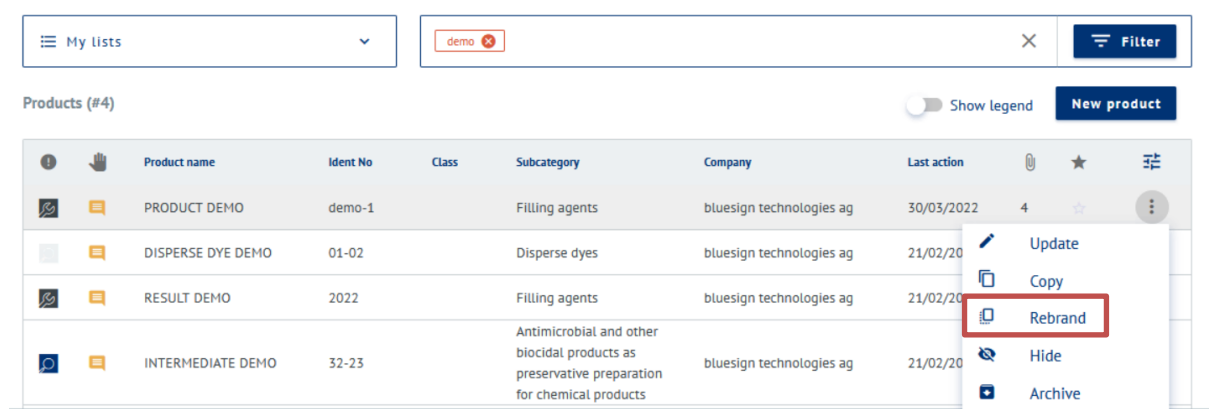 My lists
demo
Filter
Products (#4)
Show legend
New product
Product name Ident No Class Subcategory Company Last action
PRODUCT DEMO demo-1 Filling agents bluesign technologies ag 30/03/2022 4
Update
DISPERSE DYE DEMO 01-02 Disperse dyes bluesign technologies ag 21/02/20
Copy
RESULT DEMO 2022 Filling agents bluesign technologies ag 21/02/20
Rebrand
Antimicrobial and other
biocidal products as
preservative preparation
for chemical products
INTERMEDIATE DEMO 32-23 bluesign technologies ag 21/02/20
Hide
Archive